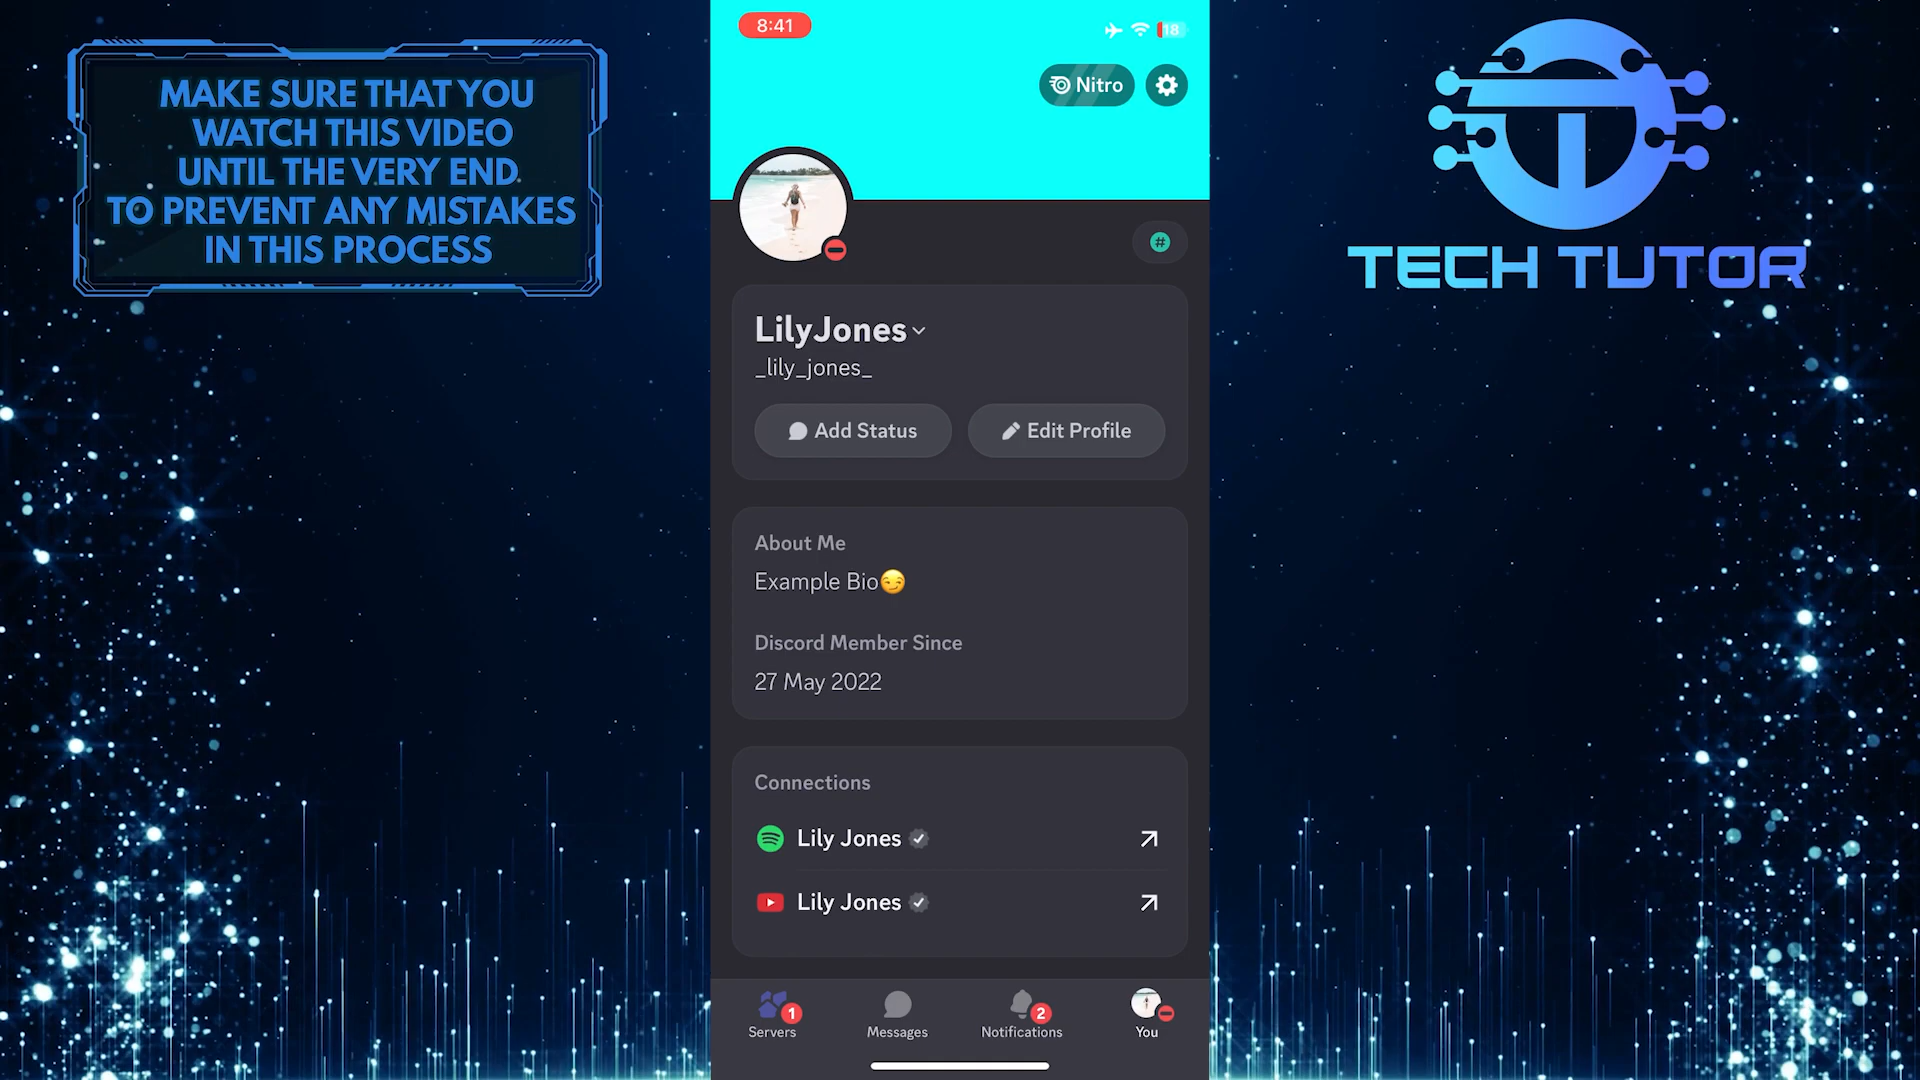 MAKE SURE THAT YOU
WATCH THIS VIDEO
UNTIL THE VERY END
TO PREVENT ANY MISTAKES
IN THIS PROCESS
8:41
18
Nitro
TECH TUTOR
LilyJones
_lily_jones_
Add Status
Edit Profile
About Me
Example Bio😏
Discord Member Since
27 May 2022
Connections
Lily Jones
Lily Jones
1
2
Servers
Messages
Notifications
You